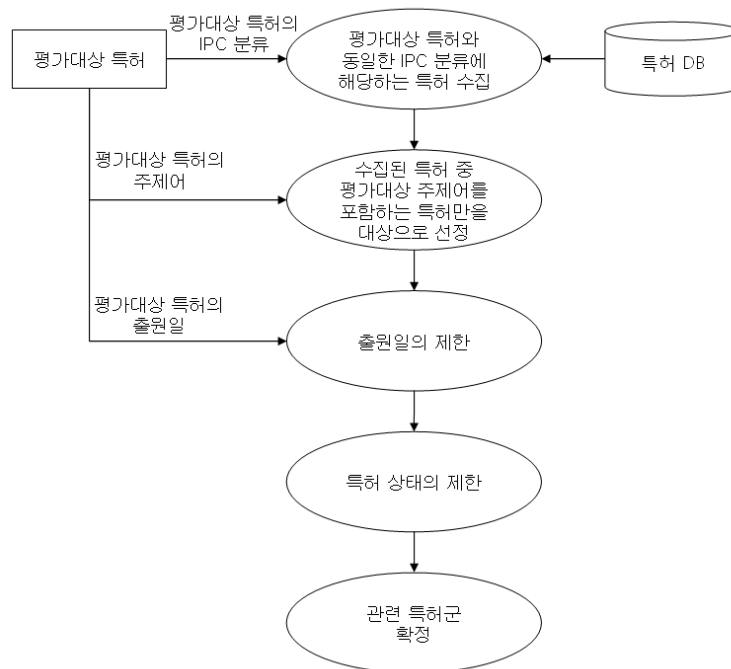 평가대상 특허의
IPC 분류
평가대상 특허
평가대상 특허와
동일한 IPC 분류에
해당하는 특허 수집
특허 DB
평가대상 특허의
주제어
수집된 특허 중
평가대상 주제어를
포함하는 특허만을
대상으로 선정
평가대상 특허의
출원일
출원일의 제한
특허 상태의 제한
관련 특허군
확정